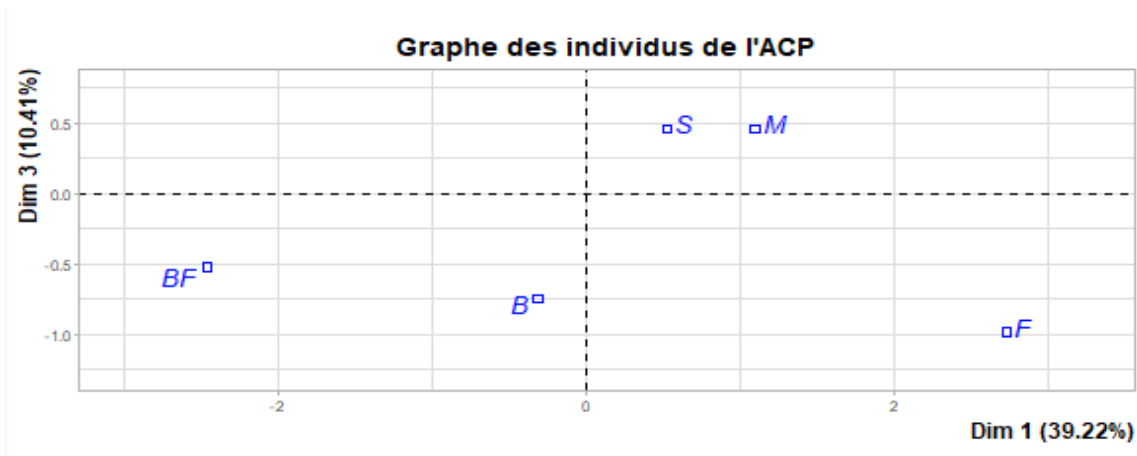 Graphe des individus de l'ACP
Dim 3 (10.41%)
0.5
0.0
-0.5
-1.0
S
M
BF
B
F
-2
0
2
Dim 1 (39.22%)